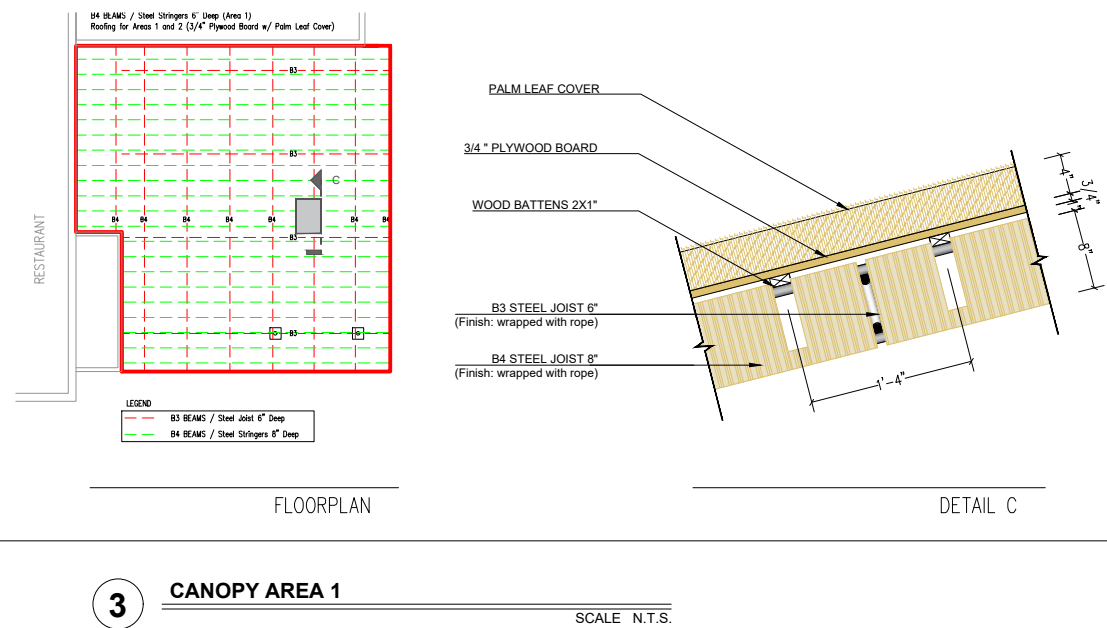 B4 BEAMS / Steel Stringers 6" Deep (Area 1)
Roofing for Areas 1 and 2 (3/4" Plywood Board w/ Palm Leaf Cover)
B3
B3
C
B4 B4 B4 B4 B4 B4
B3
B3
RESTAURANT
LEGEND
B3 BEAMS / Steel Joist 6" Deep
B4 BEAMS / Steel Stringers 8" Deep
FLOORPLAN
PALM LEAF COVER
3/4 " PLYWOOD BOARD
WOOD BATTENS 2X1"
B3 STEEL JOIST 6"
(Finish: wrapped with rope)
B4 STEEL JOIST 8"
(Finish: wrapped with rope)
4"
3/4"
1"
8"
1'-4"
DETAIL C
3
CANOPY AREA 1
SCALE N.T.S.